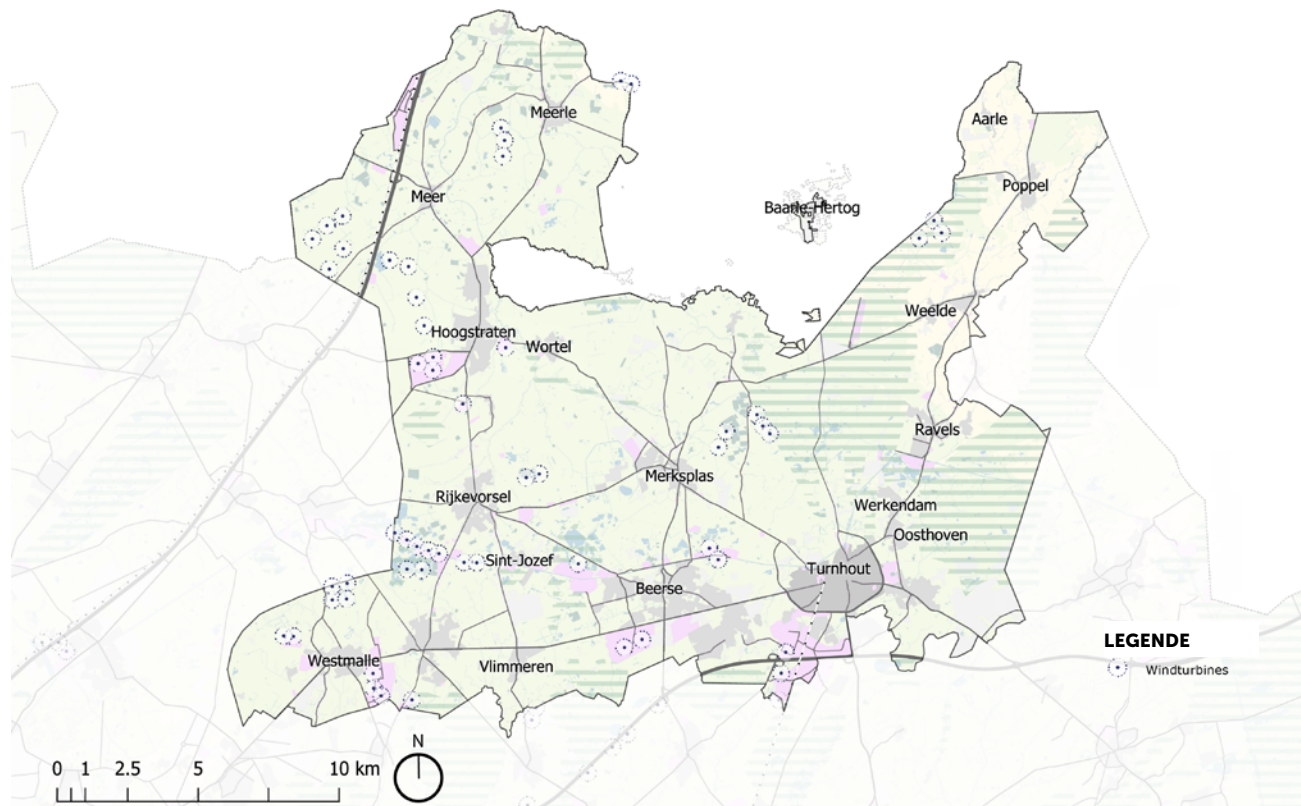 Meerle
Aarle
Poppel
Meer
Baarle-Hertog
Weelde
Hoogstraten
Wortel
Ravels
Merksplas
Rijkevorsel
Werkendam
Oosthoven
Sint-Jozef
Turnhout
Beerse
LEGENDE
Westmalle
Vlimmeren
Windturbines
N
0 1 2.5 5 10 km